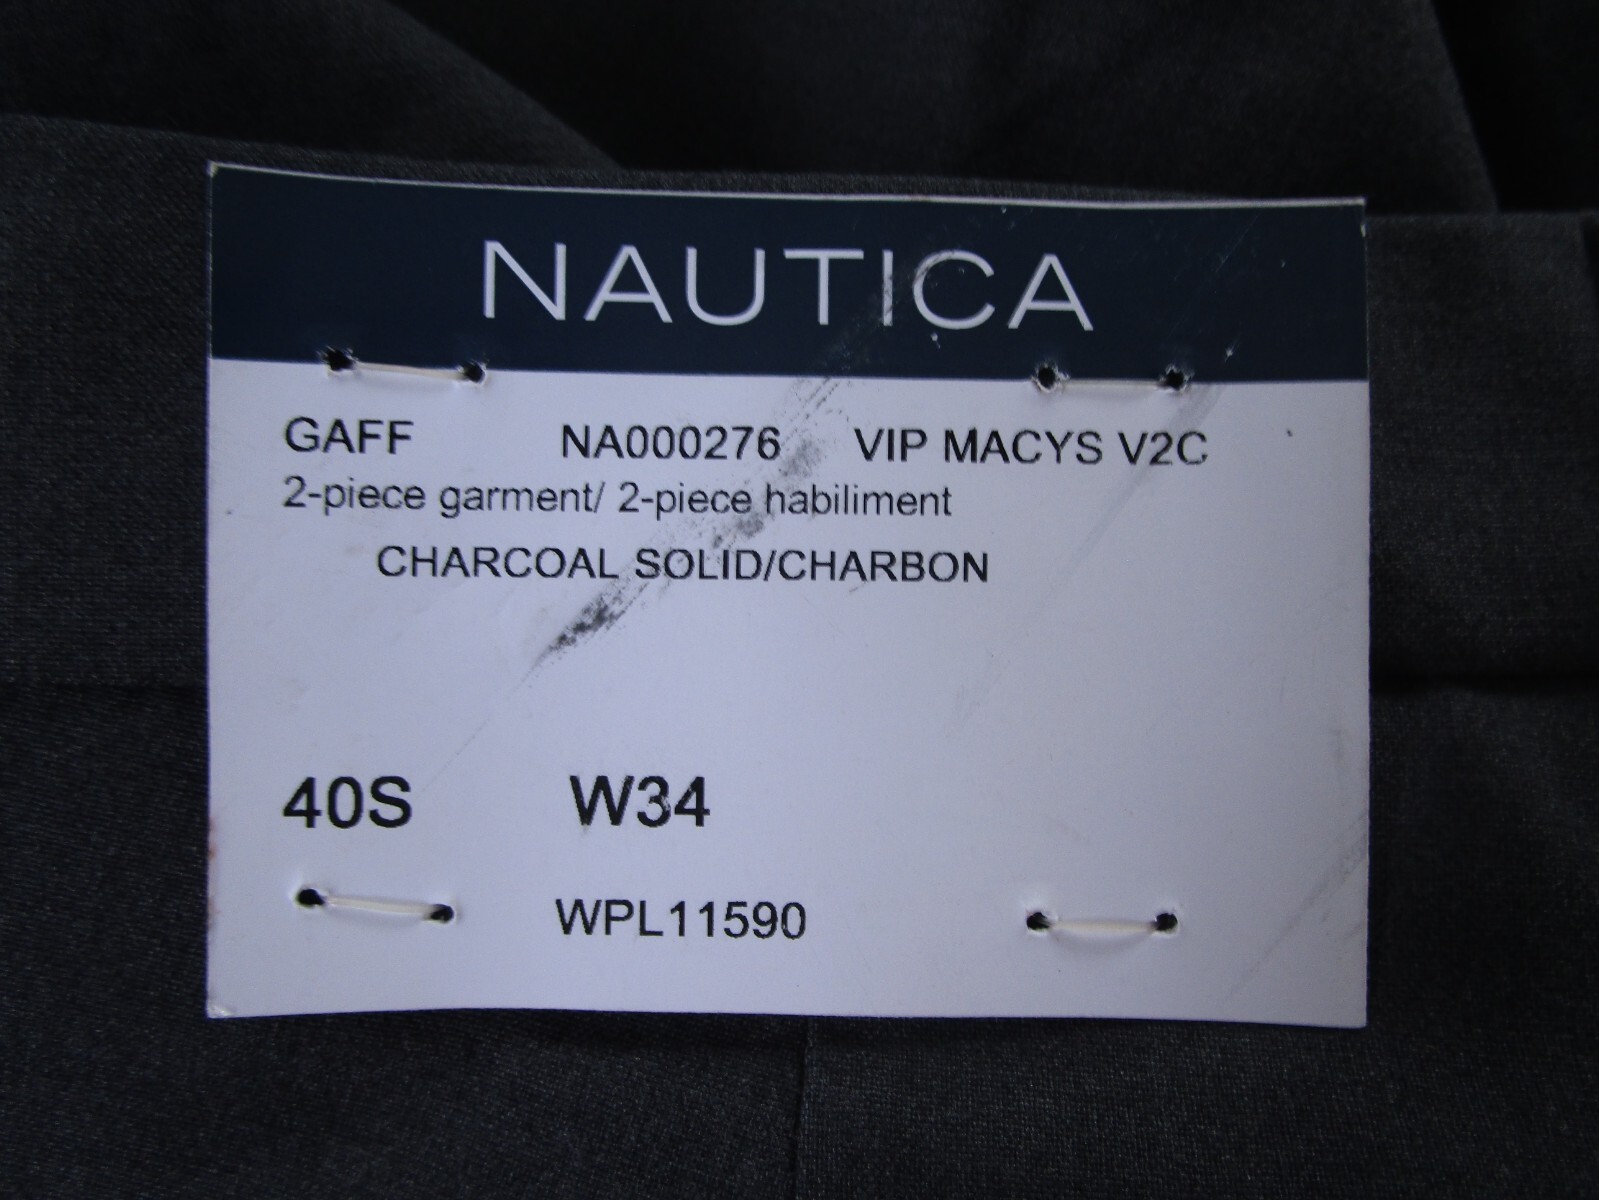 NAUTICA
GAFF NA000276 VIP MACYS V2C
2-piece garment/ 2-piece habiliment
CHARCOAL SOLID/CHARBON
40S W34
WPL11590